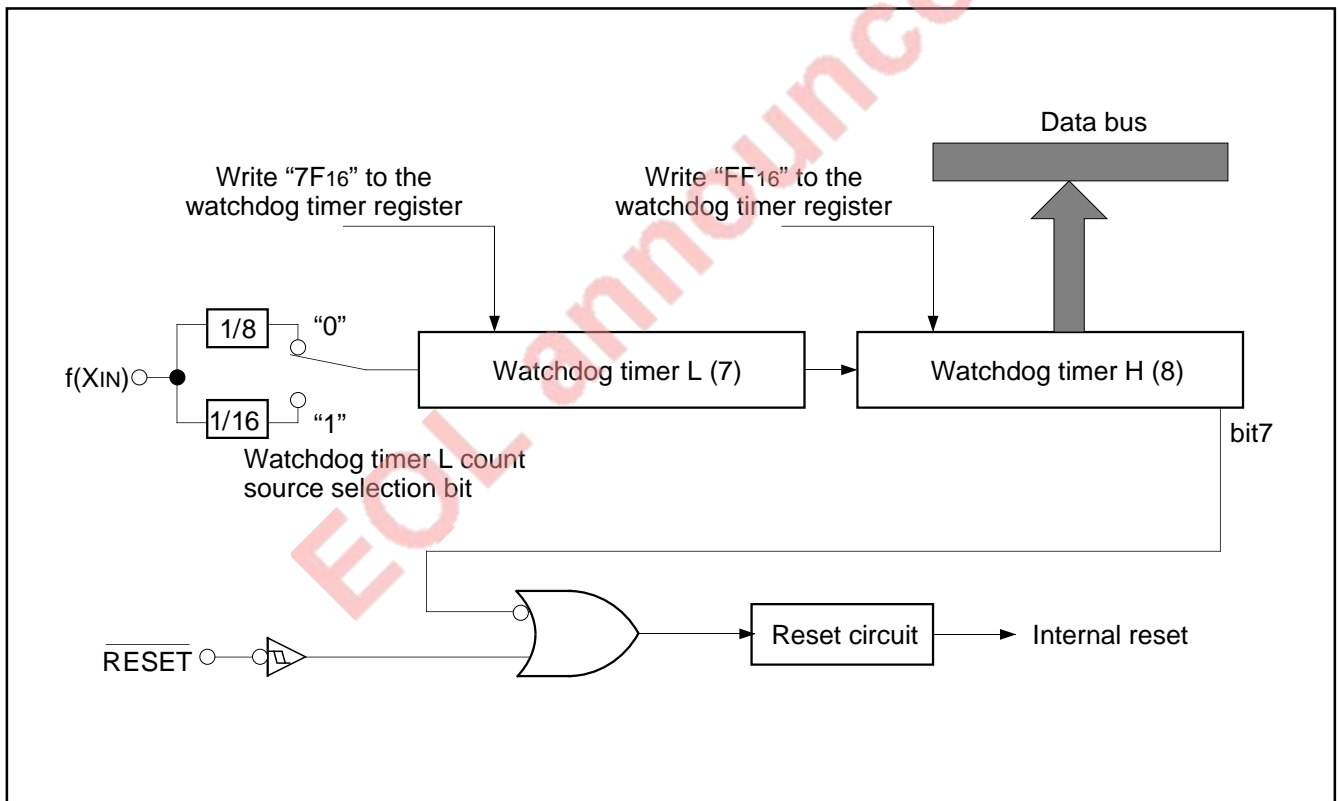 EOL announc
Data bus
Write “7F16” to the
watchdog timer register
Write “FF16” to the
watchdog timer register
1/8
“0”
f(XIN)
Watchdog timer L (7)
Watchdog timer H (8)
1/16
“1”
bit7
Watchdog timer L count
source selection bit
RESET
Reset circuit
Internal reset